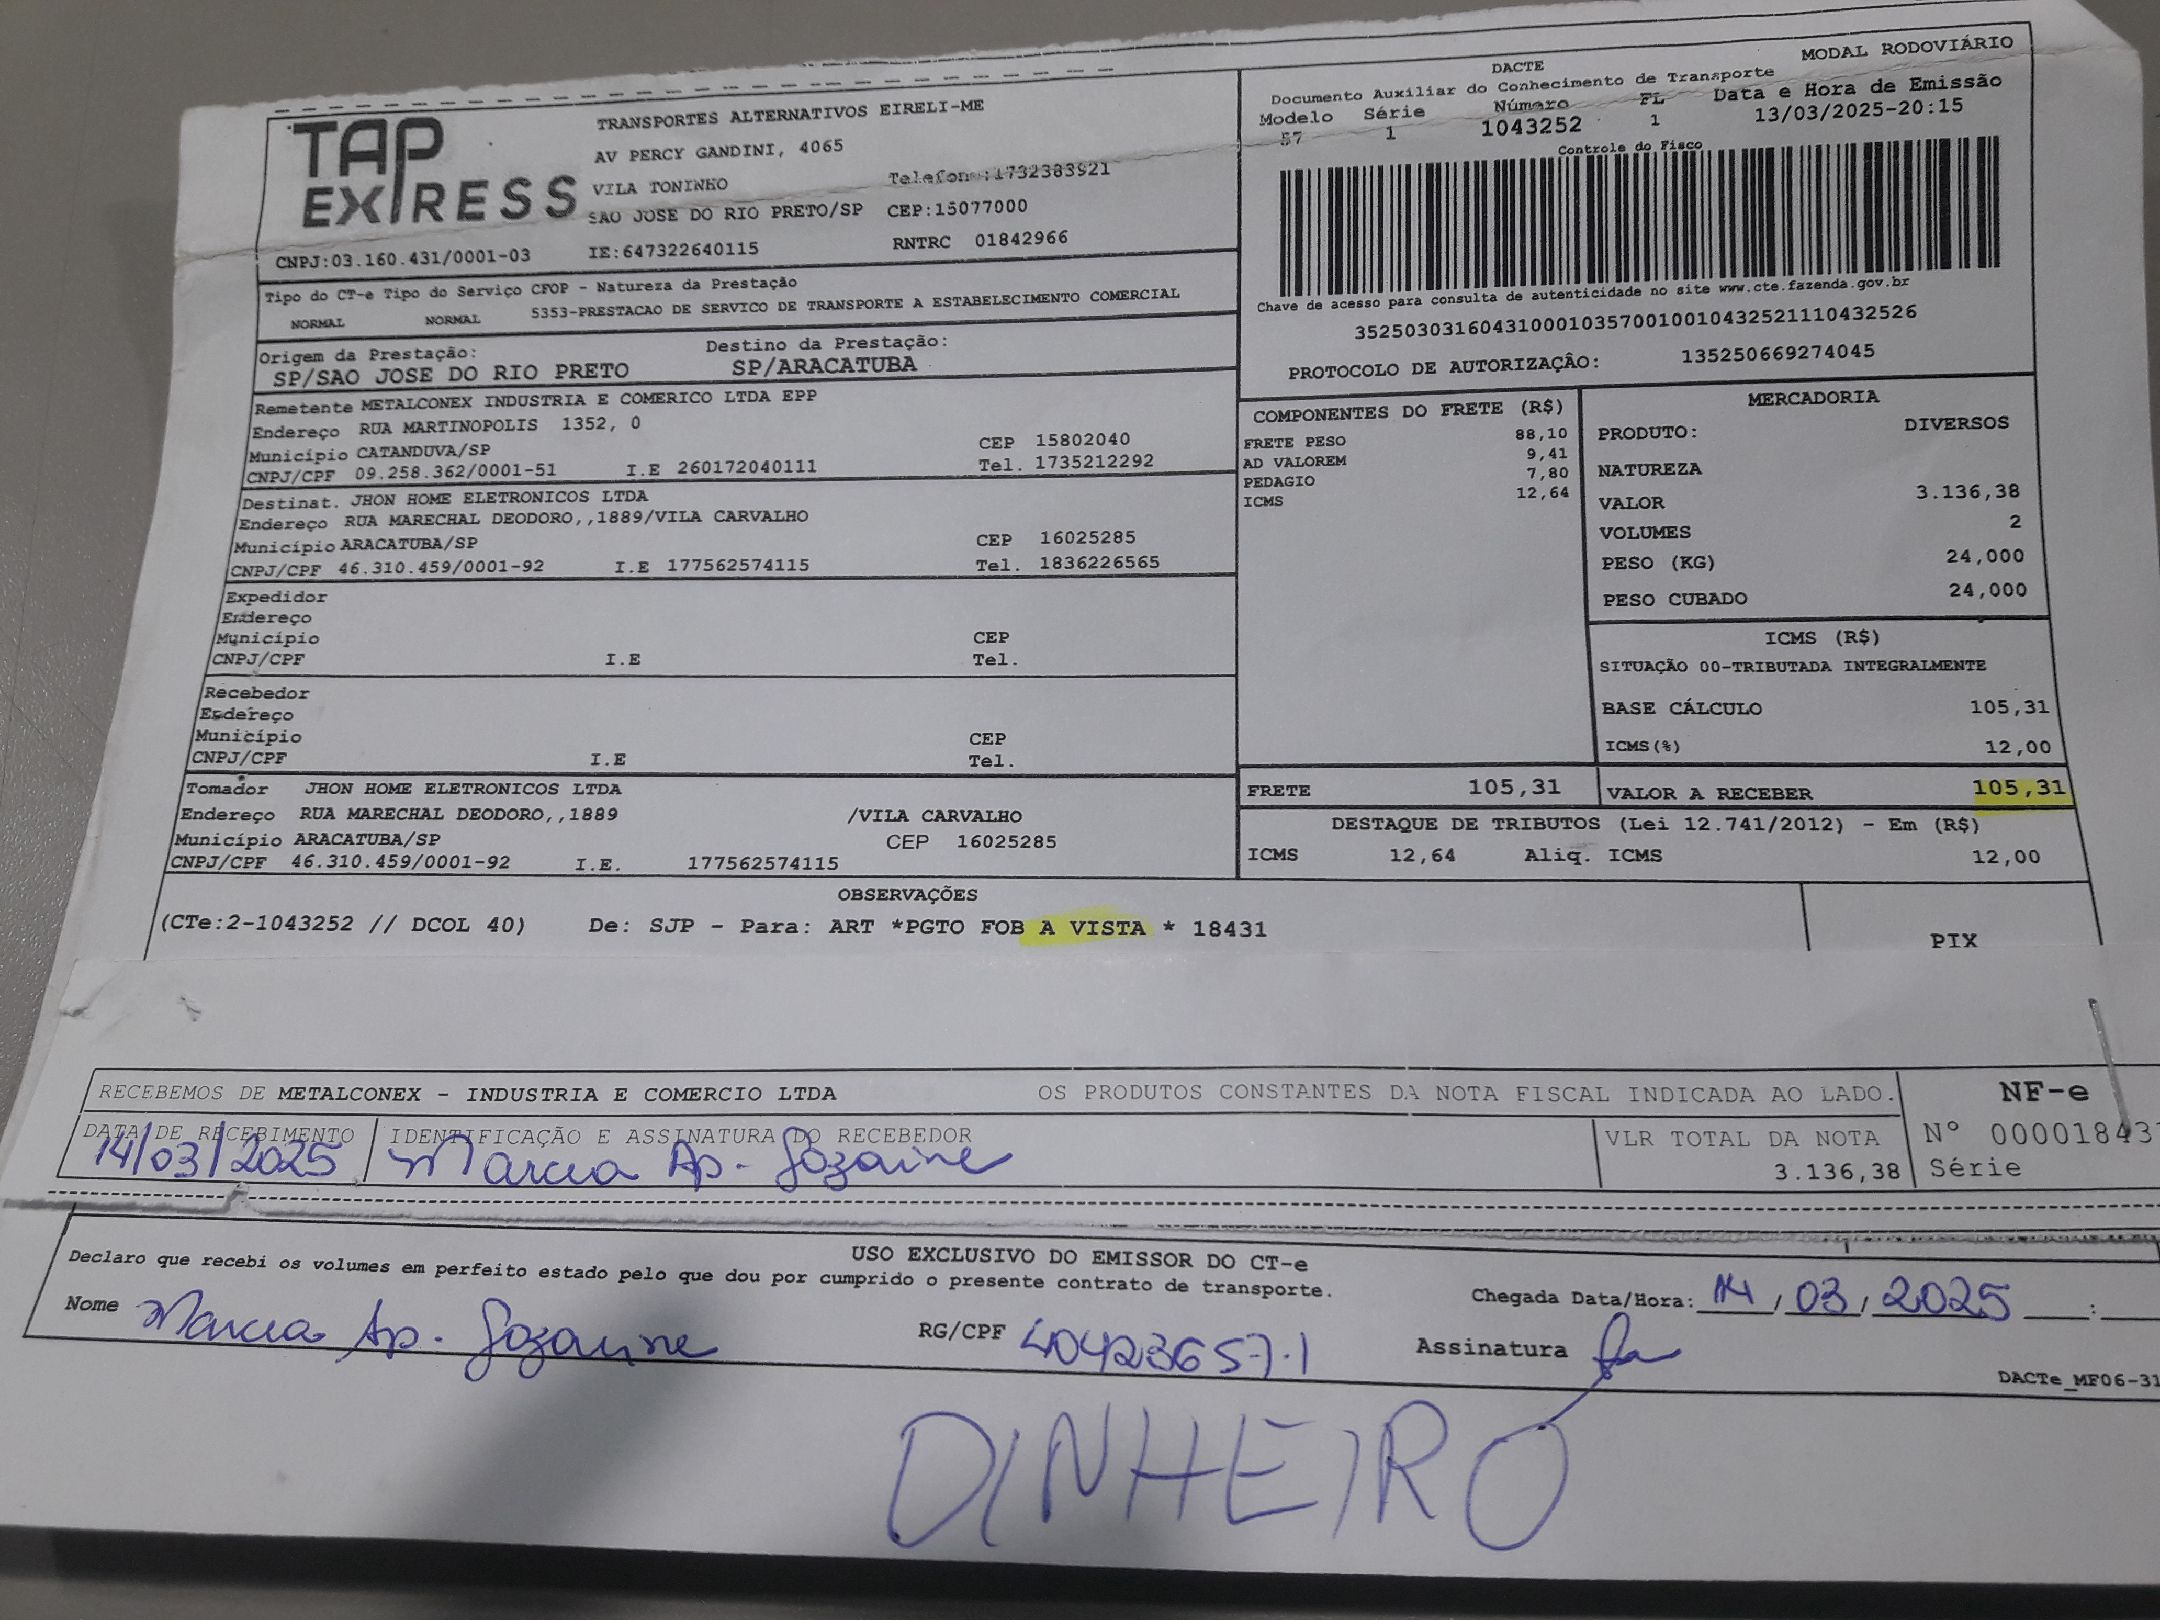 TAP
EXPRESS
TRANSPORTES ALTERNATIVOS EIRELI-ME
AV PERCY GANDINI, 4065
VILA TONINHO Telefone:1732383921
SAO JOSE DO RIO PRETO/SP CEP:15077000
CNPJ:03.160.431/0001-03 IE:647322640115 RNTRC 01842966
DACTE MODAL RODOVIÁRIO
Documento Auxiliar do Conhecimento de Transporte
Modelo Série Número FL Data e Hora de Emissão
57 1 1043252 1 13/03/2025-20:15
Controle do Fisco
Chave de acesso para consulta de autenticidade no site www.cte.fazenda.gov.br
35250303160431000103570010010432521110432526
PROTOCOLO DE AUTORIZAÇÂO: 135250669274045
Tipo do CT-e Tipo do Serviço CFOP - Natureza da Prestação
NORMAL NORMAL 5353-PRESTACAO DE SERVICO DE TRANSPORTE A ESTABELECIMENTO COMERCIAL
Origem da Prestação: Destino da Prestação:
SP/SAO JOSE DO RIO PRETO SP/ARACATUBA
Remetente METALCONEX INDUSTRIA E COMERICO LTDA EPP
Endereço RUA MARTINOPOLIS 1352, 0
Município CATANDUVA/SP CEP 15802040
CNPJ/CPF 09.258.362/0001-51 I.E 260172040111 Tel. 1735212292
Destinat. JHON HOME ELETRONICOS LTDA
Endereço RUA MARECHAL DEODORO,,1889/VILA CARVALHO
Município ARACATUBA/SP CEP 16025285
CNPJ/CPF 46.310.459/0001-92 I.E 177562574115 Tel. 1836226565
Expedidor
Endereço
Município CEP
CNPJ/CPF I.E Tel.
Recebedor
Endereço
Município CEP
CNPJ/CPF I.E Tel.
Tomador JHON HOME ELETRONICOS LTDA
Endereço RUA MARECHAL DEODORO,,1889 /VILA CARVALHO
Município ARACATUBA/SP CEP 16025285
CNPJ/CPF 46.310.459/0001-92 I.E. 177562574115
COMPONENTES DO FRETE (R$)
FRETE PESO 88,10
AD VALOREM 9,41
PEDAGIO 7,80
ICMS 12,64
MERCADORIA
PRODUTO: DIVERSOS
NATUREZA
VALOR 3.136,38
VOLUMES 2
PESO (KG) 24,000
PESO CUBADO 24,000
ICMS (R$)
SITUAÇÃO 00-TRIBUTADA INTEGRALMENTE
BASE CÁLCULO 105,31
ICMS(%) 12,00
FRETE 105,31 VALOR A RECEBER 105,31
DESTAQUE DE TRIBUTOS (Lei 12.741/2012) - Em (R$)
ICMS 12,64 Aliq. ICMS 12,00
OBSERVAÇÕES
(CTe:2-1043252 // DCOL 40) De: SJP - Para: ART *PGTO FOB A VISTA * 18431
PIX
RECEBEMOS DE METALCONEX - INDUSTRIA E COMERCIO LTDA OS PRODUTOS CONSTANTES DA NOTA FISCAL INDICADA AO LADO. NF-e
DATA DE RECEBIMENTO IDENTIFICAÇÃO E ASSINATURA DO RECEBEDOR VLR TOTAL DA NOTA Nº 00001843
14/03/2025 Marcia Ap. 3.136,38 Série
USO EXCLUSIVO DO EMISSOR DO CT-e
Declaro que recebi os volumes em perfeito estado pelo que dou por cumprido o presente contrato de transporte.
Chegada Data/Hora: 14/03/2025 :
Nome Marcia Ap. RG/CPF 40423657-1 Assinatura
DACTe_MF06-31
DINHEIRO